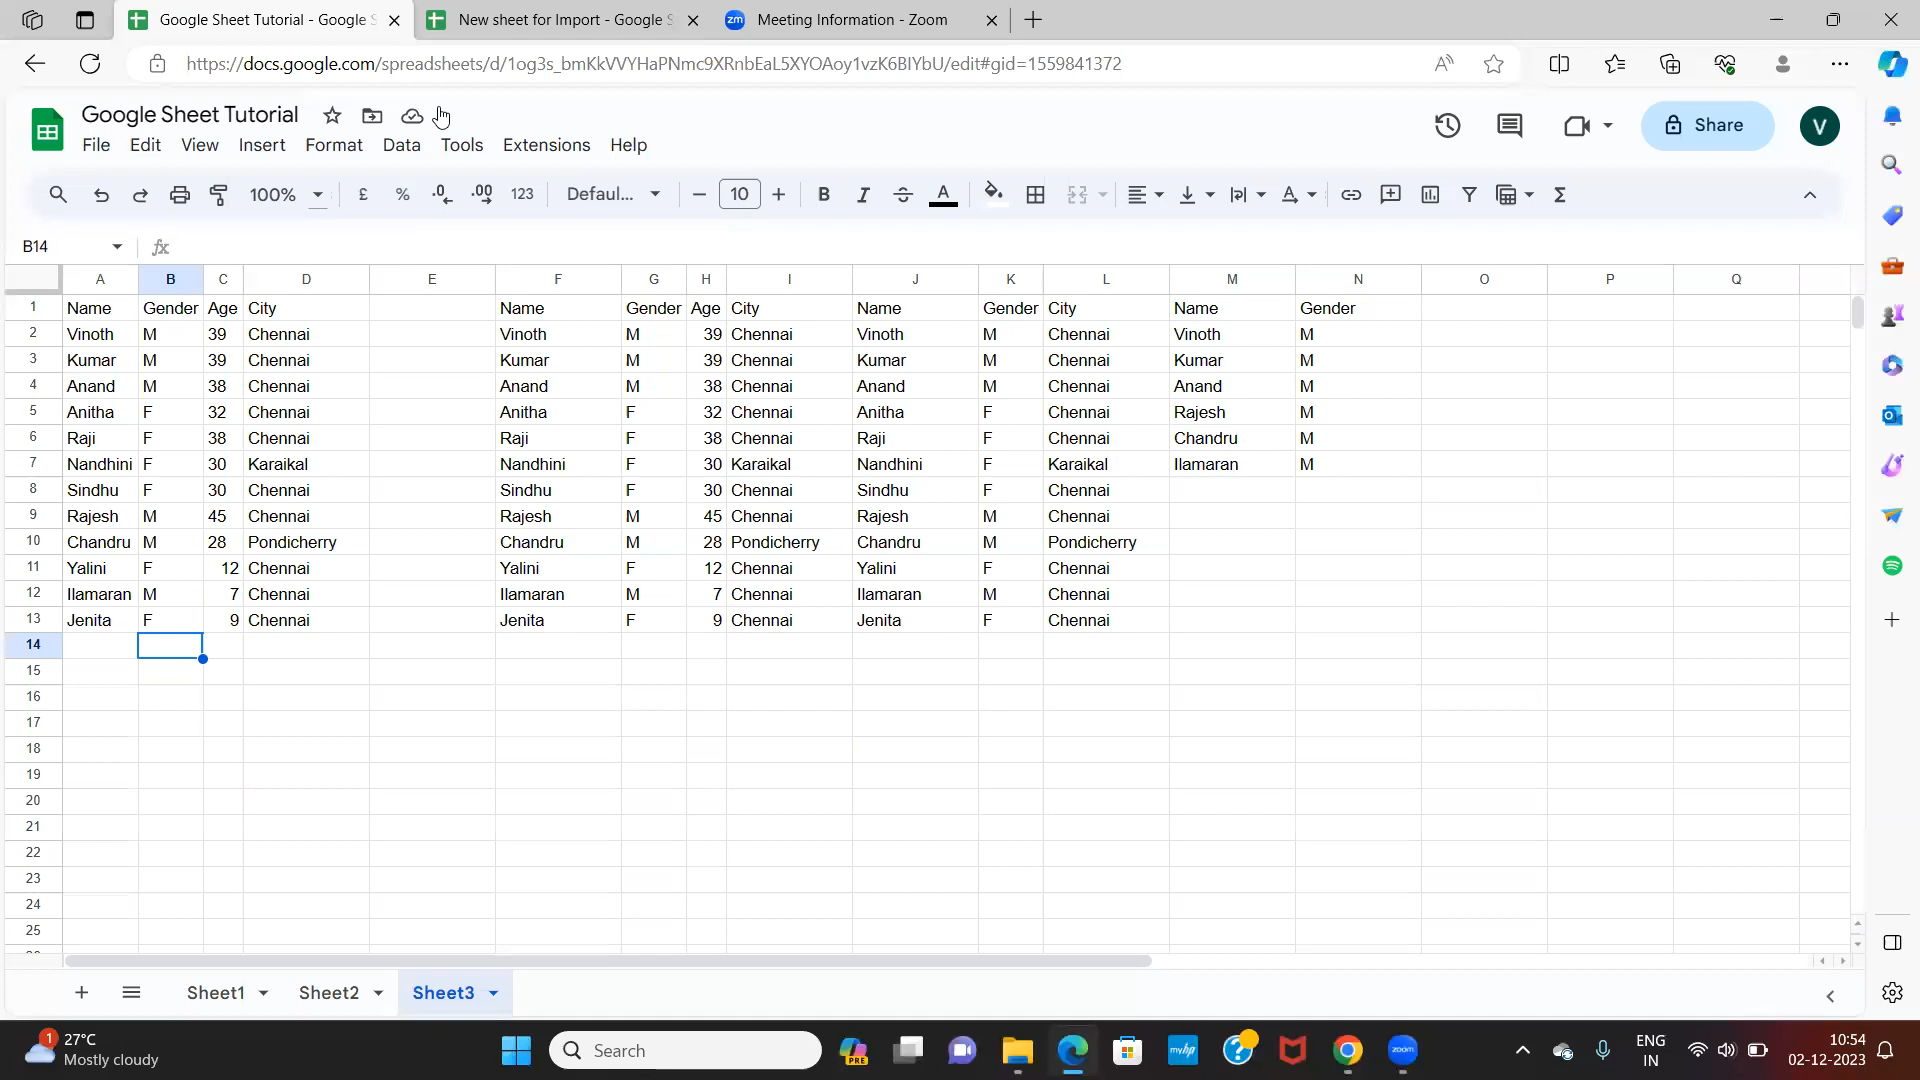 Google Sheet Tutorial - Google S
New sheet for Import - Google S
zm Meeting Information - Zoom
https://docs.google.com/spreadsheets/d/1og3s_bmKkVVYHaPNmc9XRnbEaL5XYOAoy1vzK6BIYbU/edit#gid=1559841372
Google Sheet Tutorial
File Edit View Insert Format Data Tools Extensions Help
Share
V
100% £ % .0 .00 123 Defaul... 10 B I S A Σ
B14 fx
A B C D E F G H I J K L M N O P Q
1 Name Gender Age City Name Gender Age City Name Gender City Name Gender
2 Vinoth M 39 Chennai Vinoth M 39 Chennai Vinoth M Chennai Vinoth M
3 Kumar M 39 Chennai Kumar M 39 Chennai Kumar M Chennai Kumar M
4 Anand M 38 Chennai Anand M 38 Chennai Anand M Chennai Anand M
5 Anitha F 32 Chennai Anitha F 32 Chennai Anitha F Chennai Rajesh M
6 Raji F 38 Chennai Raji F 38 Chennai Raji F Chennai Chandru M
7 Nandhini F 30 Karaikal Nandhini F 30 Karaikal Nandhini F Karaikal Ilamaran M
8 Sindhu F 30 Chennai Sindhu F 30 Chennai Sindhu F Chennai
9 Rajesh M 45 Chennai Rajesh M 45 Chennai Rajesh M Chennai
10 Chandru M 28 Pondicherry Chandru M 28 Pondicherry Chandru M Pondicherry
11 Yalini F 12 Chennai Yalini F 12 Chennai Yalini F Chennai
12 Ilamaran M 7 Chennai Ilamaran M 7 Chennai Ilamaran M Chennai
13 Jenita F 9 Chennai Jenita F 9 Chennai Jenita F Chennai
14
15
16
17
18
19
20
21
22
23
24
25
Sheet1 Sheet2 Sheet3
1 27°C
Mostly cloudy
Search
PRE
myhp
zoom
ENG
IN
10:54
02-12-2023